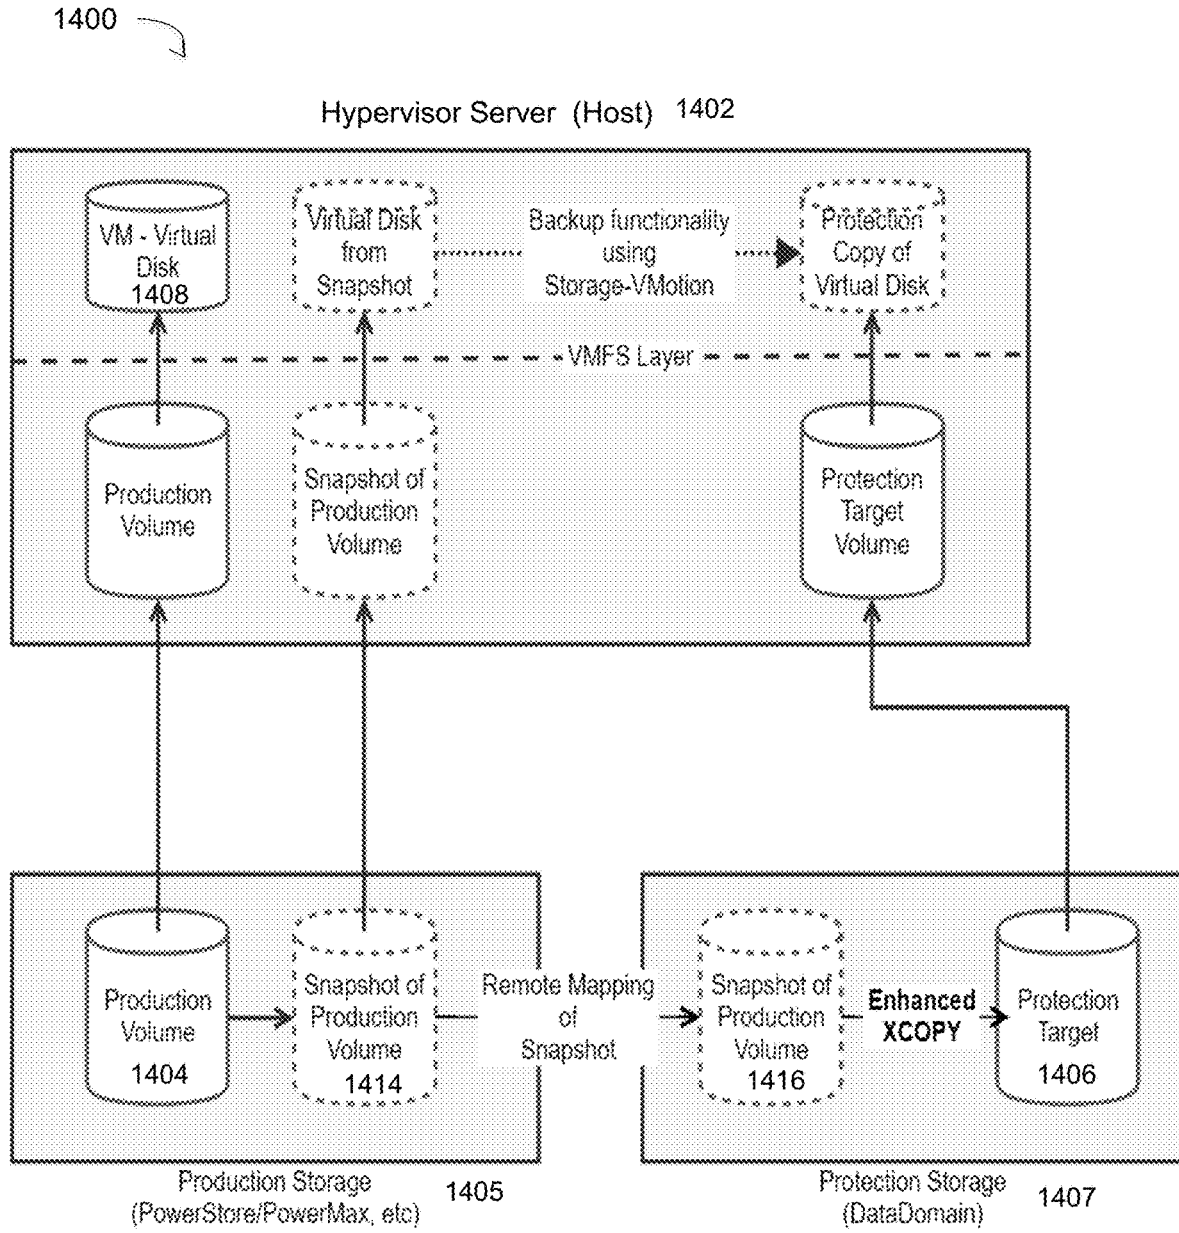 1400
Hypervisor Server (Host) 1402
VM - Virtual
Disk
1408
Virtual Disk
from
Snapshot
Backup functionality
using
Storage-VMotion
Protection
Copy of
Virtual Disk
VMFS Layer
Production
Volume
Snapshot of
Production
Volume
Protection
Target
Volume
Production
Volume
1404
Snapshot of
Production
Volume
1414
Remote Mapping
of
Snapshot
Snapshot of
Production
Volume
1416
Enhanced
XCOPY
Protection
Target
1406
Production Storage
(PowerStore/PowerMax, etc)
1405
Protection Storage
(DataDomain)
1407